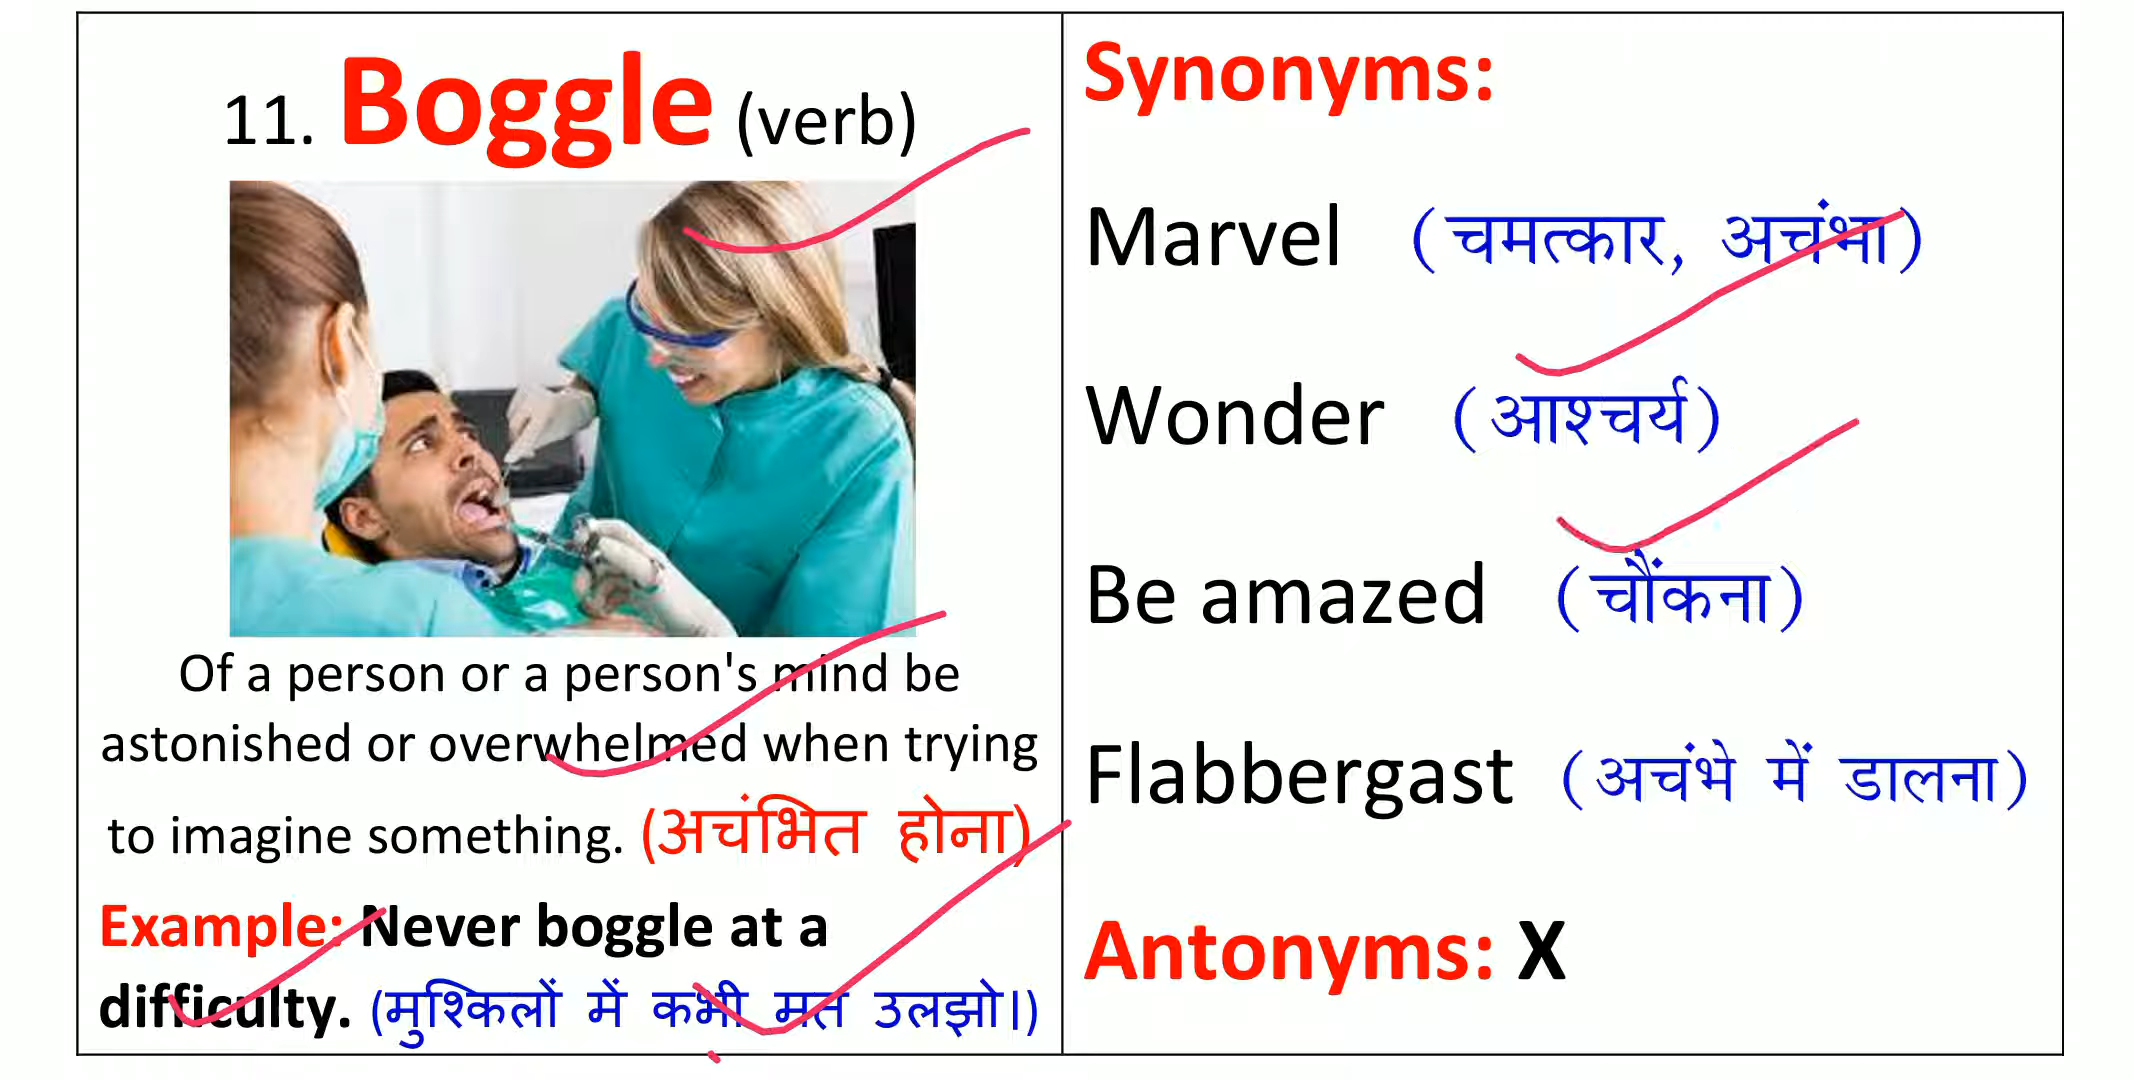 11. Boggle (verb)
Of a person or a person's mind be
astonished or overwhelmed when trying
to imagine something. (अचंभित होना)
Example: Never boggle at a
difficulty. (मुश्किलों में कभी मत उलझो।)
Synonyms:
Marvel (चमत्कार, अचंभा)
Wonder (आश्चर्य)
Be amazed (चौंकना)
Flabbergast (अचंभे में डालना)
Antonyms: X